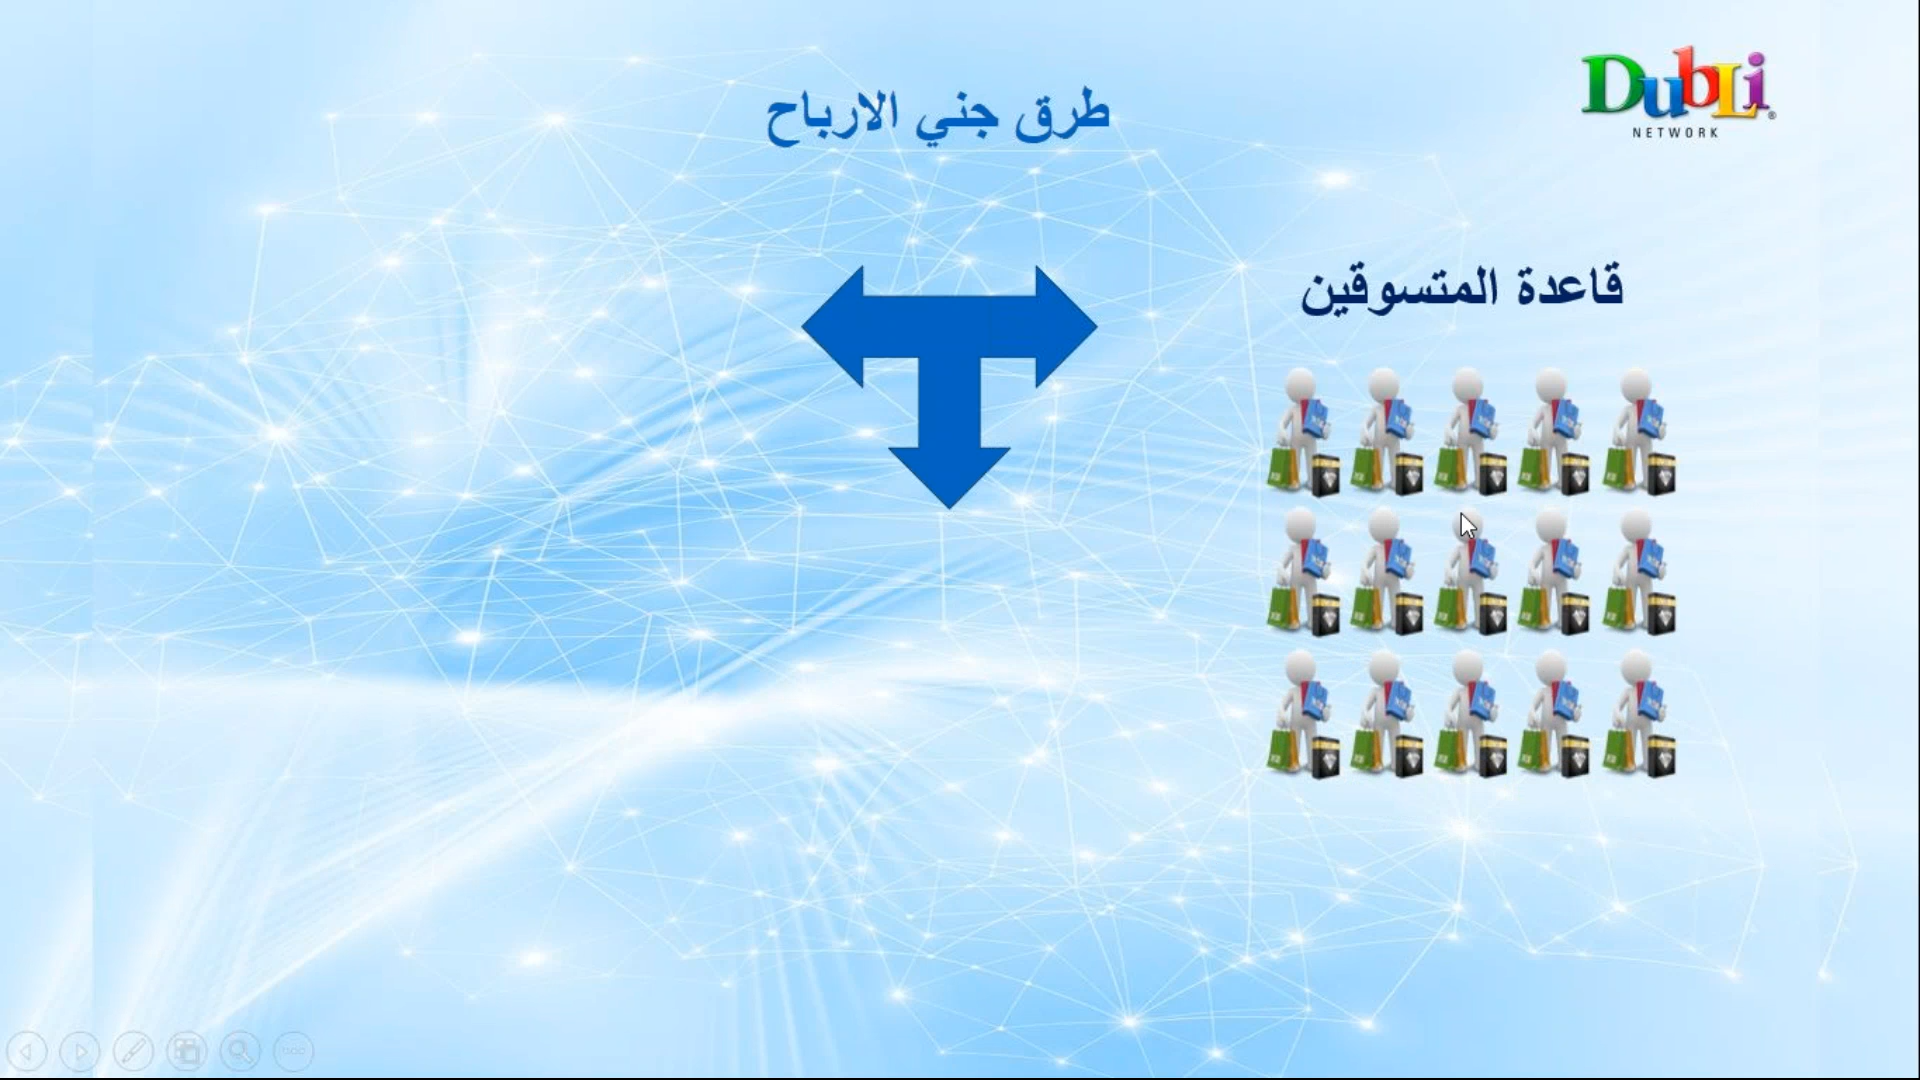 DubLi
NETWORK
طرق جني الارباح
قاعدة المتسوقين